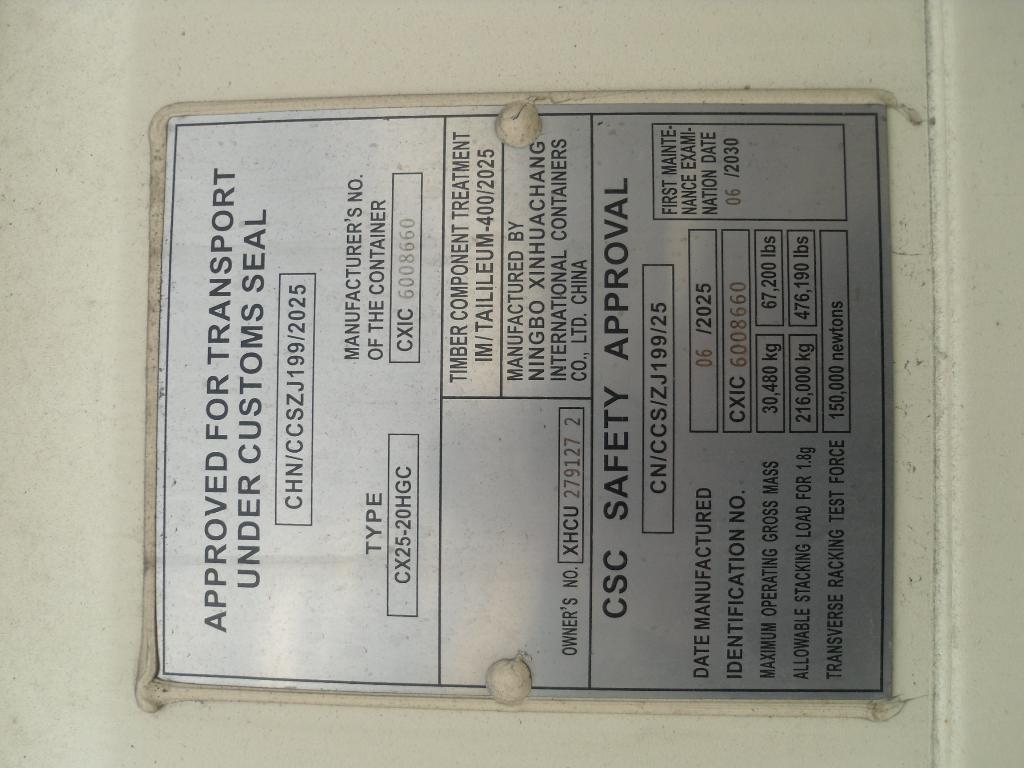 APPROVED FOR TRANSPORT
UNDER CUSTOMS SEAL
CHN/CCSZJ199/2025
TYPE
CX25-20HGC
MANUFACTURER'S NO.
OF THE CONTAINER
CXIC 6008660
TIMBER COMPONENT TREATMENT
IM/TAILILEUM-400/2025
MANUFACTURED BY
NINGBO XINHUACHANG
INTERNATIONAL CONTAINERS
CO., LTD. CHINA
OWNER'S NO. XHCU 279127 2
CSC SAFETY APPROVAL
CN/CCS/ZJ199/25
DATE MANUFACTURED 06 /2025
IDENTIFICATION NO. CXIC 6008660
MAXIMUM OPERATING GROSS MASS 30,480 kg 67,200 lbs
ALLOWABLE STACKING LOAD FOR 1.8g 216,000 kg 476,190 lbs
TRANSVERSE RACKING TEST FORCE 150,000 newtons
FIRST MAINTE-
NANCE EXAMI-
NATION DATE
06 /2030